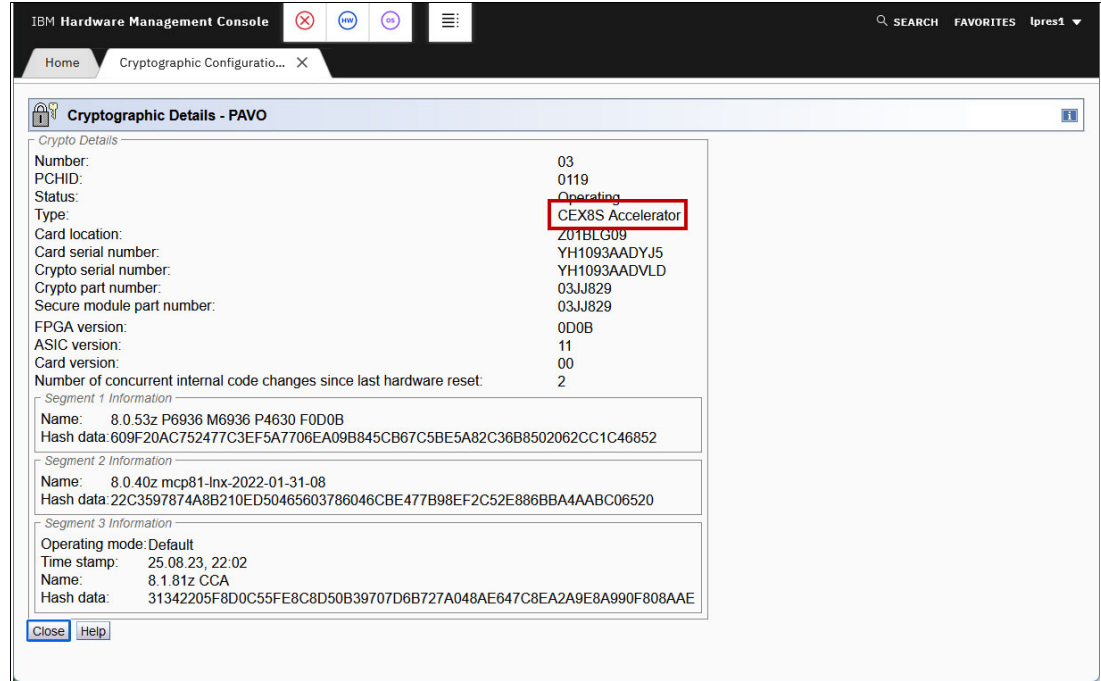 IBM Hardware Management Console HW OS SEARCH FAVORITES lpres1
Home Cryptographic Configuratio...
Cryptographic Details - PAVO i
Crypto Details
Number: 03
PCHID: 0119
Status: Operating
Type: CEX8S Accelerator
Card location: Z01BLG09
Card serial number: YH1093AADYJ5
Crypto serial number: YH1093AADVLD
Crypto part number: 03JJ829
Secure module part number: 03JJ829
FPGA version: 0D0B
ASIC version: 11
Card version: 00
Number of concurrent internal code changes since last hardware reset: 2
Segment 1 Information
Name: 8.0.53z P6936 M6936 P4630 F0D0B
Hash data: 609F20AC752477C3EF5A7706EA09B845CB67C5BE5A82C36B8502062CC1C46852
Segment 2 Information
Name: 8.0.40z mcp81-lnx-2022-01-31-08
Hash data: 22C3597874A8B210ED50465603786046CBE477B98EF2C52E886BBA4AABC06520
Segment 3 Information
Operating mode: Default
Time stamp: 25.08.23, 22:02
Name: 8.1.81z CCA
Hash data: 31342205F8D0C55FE8C8D50B39707D6B727A048AE647C8EA2A9E8A990F808AAE
Close Help